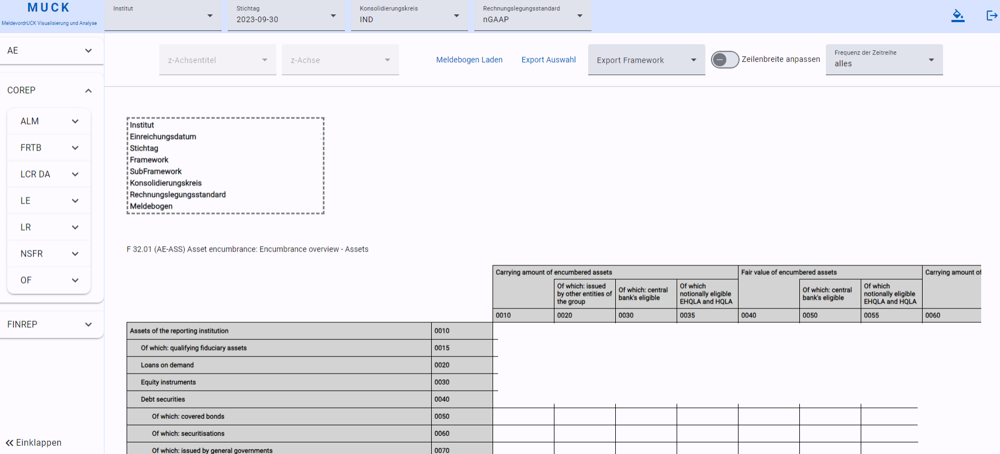 MUCK
MeldevordrUCK Visualisierung und Analyse
Institut
Stichtag
2023-09-30
Konsolidierungskreis
IND
Rechnungslegungsstandard
nGAAP
AE
COREP
ALM
FRTB
LCR DA
LE
LR
NSFR
OF
FINREP
Einklappen
z-Achsentitel
z-Achse
Meldebogen Laden
Export Auswahl
Export Framework
Zeilenbreite anpassen
Frequenz der Zeitreihe
alles
Institut
Einreichungsdatum
Stichtag
Framework
SubFramework
Konsolidierungskreis
Rechnungslegungsstandard
Meldebogen
F 32.01 (AE-ASS) Asset encumbrance: Encumbrance overview - Assets
Carrying amount of encumbered assets
Fair value of encumbered assets
Carrying amount of
Of which: issued
by other entities of
the group
Of which: central
bank's eligible
Of which
notionally eligible
EHQLA and HQLA
Of which: central
bank's eligible
Of which
notionally eligible
EHQLA and HQLA
0010 0020 0030 0035 0040 0050 0055 0060
Assets of the reporting institution 0010
Of which: qualifying fiduciary assets 0015
Loans on demand 0020
Equity instruments 0030
Debt securities 0040
Of which: covered bonds 0050
Of which: securitisations 0060
Of which: issued by general governments 0070